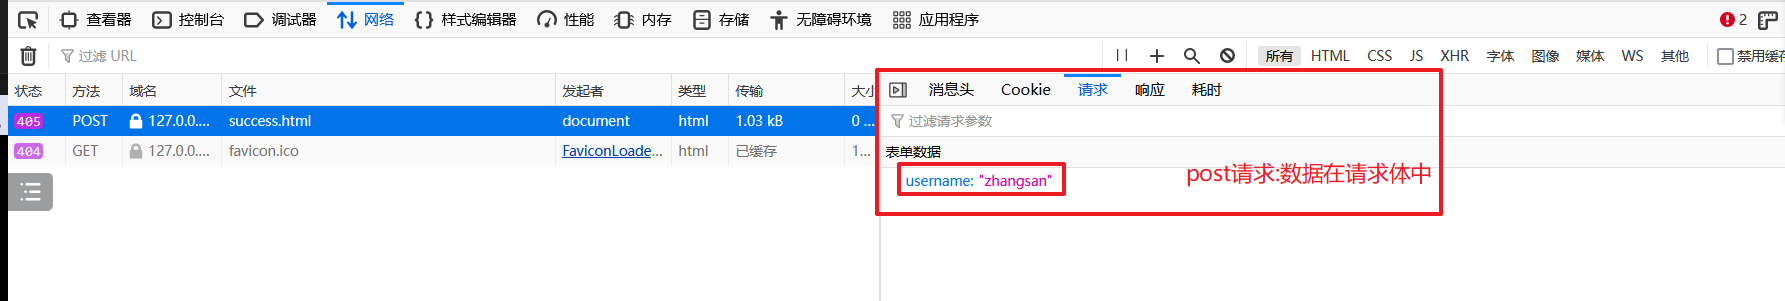 查看器 控制台 调试器 网络 样式编辑器 性能 内存 存储 无障碍环境 应用程序 2
过滤 URL 所有 HTML CSS JS XHR 字体 图像 媒体 WS 其他 禁用缓存
状态 方法 域名 文件 发起者 类型 传输 大小 消息头 Cookie 请求 响应 耗时
405 POST 127.0.0.... success.html document html 1.03 kB 0 ... 过滤请求参数
404 GET 127.0.0.... favicon.ico FaviconLoade... html 已缓存 1... 表单数据
username: "zhangsan" post请求:数据在请求体中